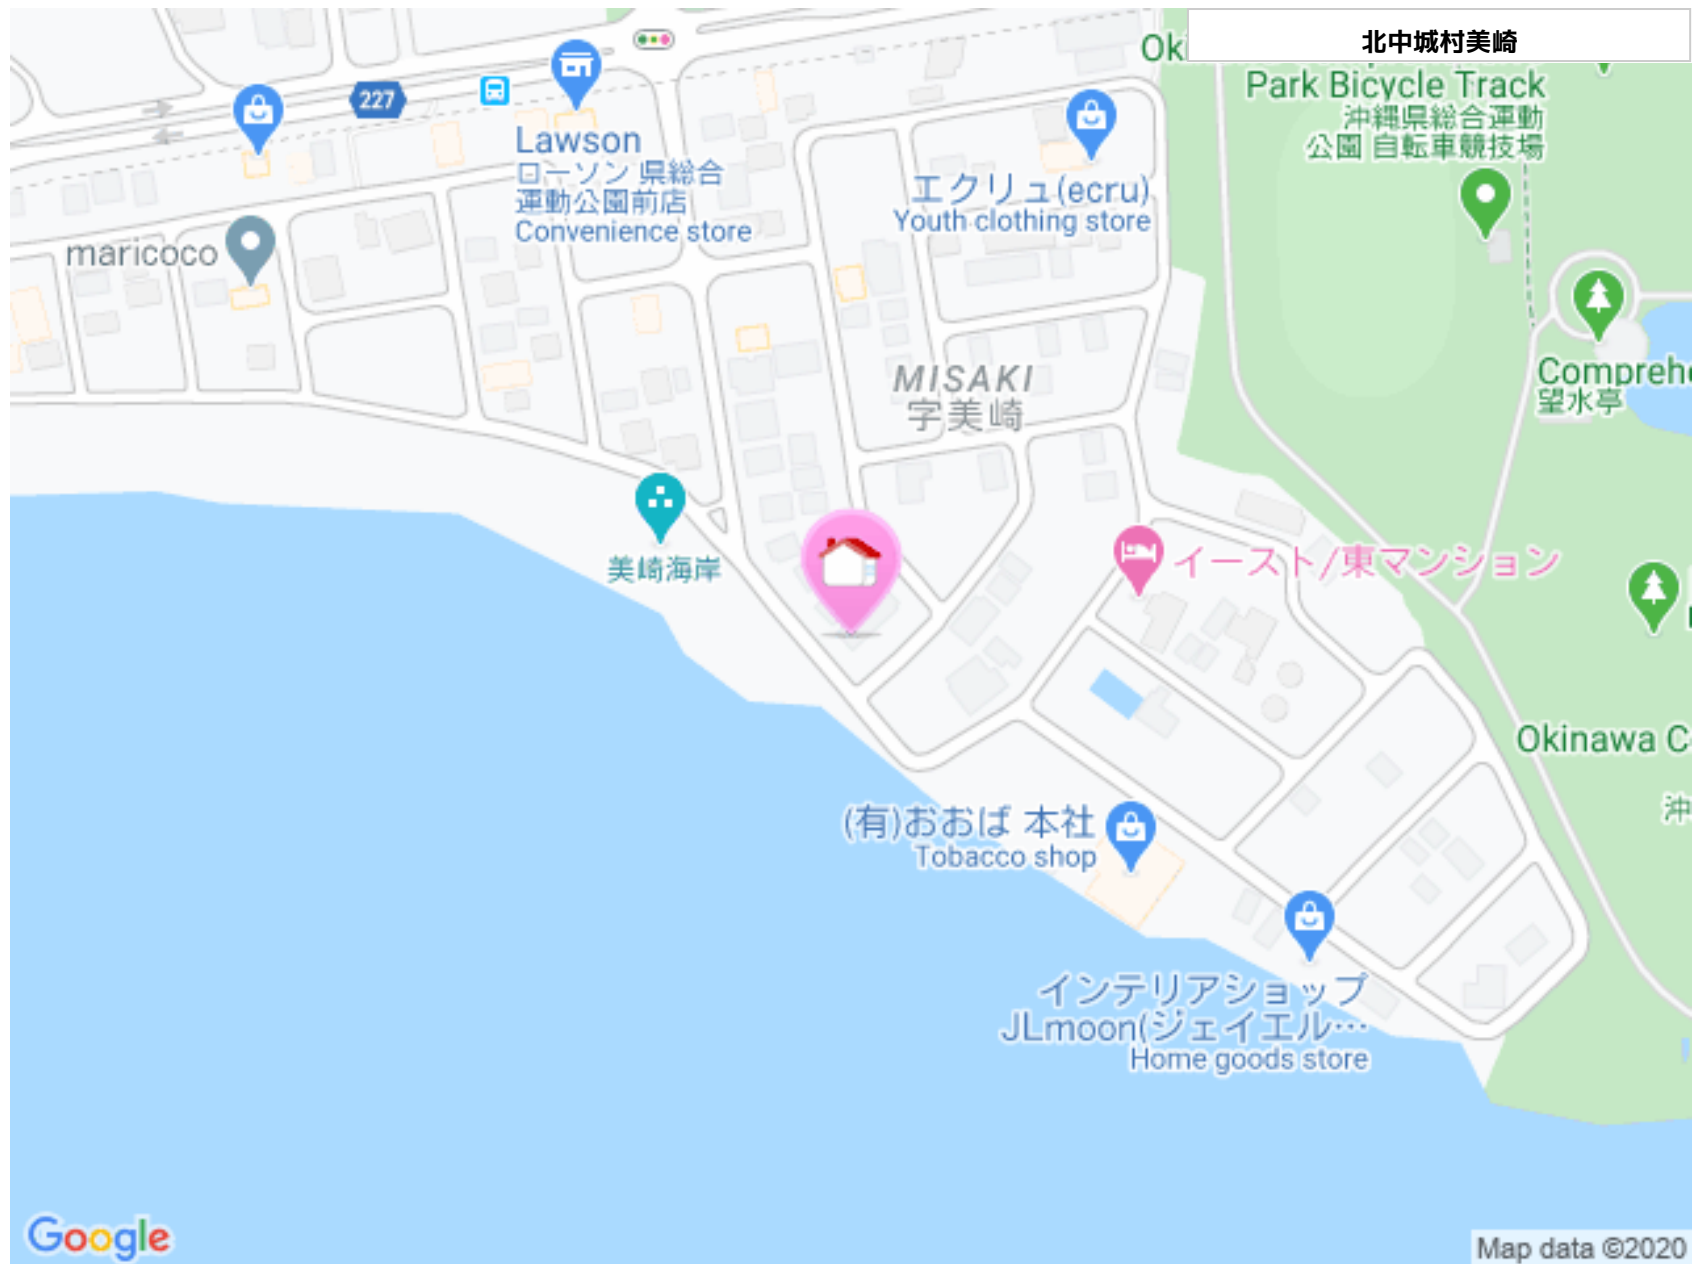 北中城村美崎
Park Bicycle Track
沖縄県総合運動
公園 自転車競技場
227
Lawson
ローソン 県総合
運動公園前店
Convenience store
エクリュ(ecru)
Youth clothing store
maricoco
MISAKI
字美崎
Comprehe
望水亭
美崎海岸
イースト/東マンション
Okinawa C
沖
(有)おおば 本社
Tobacco shop
インテリアショップ
JLmoon(ジェイエル…
Home goods store
Google
Map data ©2020